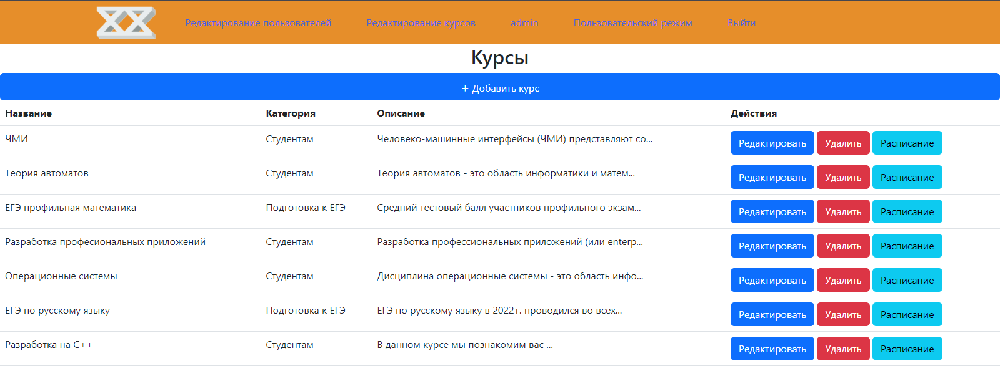 Редактирование пользователей Редактирование курсов admin Пользовательский режим Выйти
Курсы
+ Добавить курс
Название Категория Описание Действия
ЧМИ Студентам Человеко-машинные интерфейсы (ЧМИ) представляют со... Редактировать Удалить Расписание
Теория автоматов Студентам Теория автоматов - это область информатики и матем... Редактировать Удалить Расписание
ЕГЭ профильная математика Подготовка к ЕГЭ Средний тестовый балл участников профильного экзам... Редактировать Удалить Расписание
Разработка професиональных приложений Студентам Разработка профессиональных приложений (или enterp... Редактировать Удалить Расписание
Операционные системы Студентам Дисциплина операционные системы - это область инфо... Редактировать Удалить Расписание
ЕГЭ по русскому языку Подготовка к ЕГЭ ЕГЭ по русскому языку в 2022 г. проводился во всех... Редактировать Удалить Расписание
Разработка на C++ Студентам В данном курсе мы познакомим вас ... Редактировать Удалить Расписание